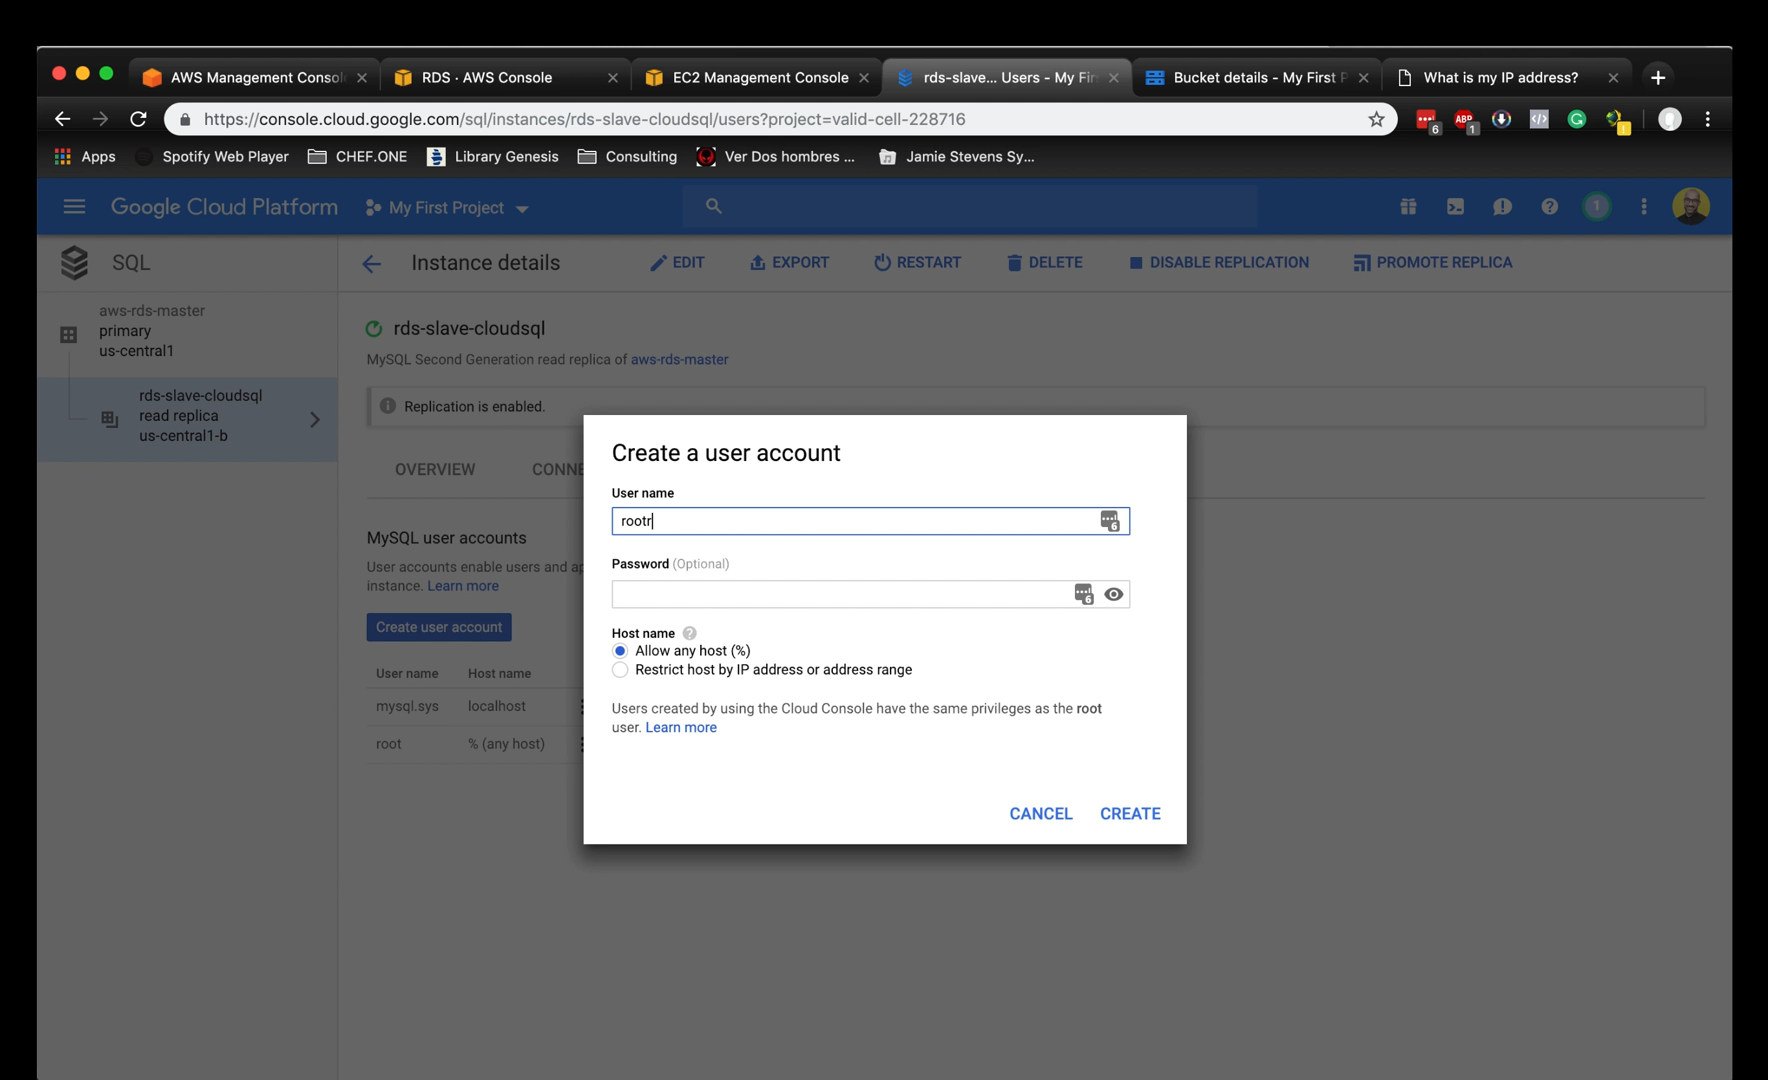 AWS Management Consol
RDS · AWS Console
EC2 Management Console
rds-slave... Users - My Fir
Bucket details - My First P
What is my IP address?
https://console.cloud.google.com/sql/instances/rds-slave-cloudsql/users?project=valid-cell-228716
6
ABP
1
Apps
Spotify Web Player
CHEF.ONE
Library Genesis
Consulting
Ver Dos hombres ...
Jamie Stevens Sy...
Google Cloud Platform
My First Project
1
SQL
Instance details
EDIT
EXPORT
RESTART
DELETE
DISABLE REPLICATION
PROMOTE REPLICA
aws-rds-master
primary
us-central1
rds-slave-cloudsql
read replica
us-central1-b
rds-slave-cloudsql
MySQL Second Generation read replica of aws-rds-master
Replication is enabled.
OVERVIEW
CONNE
MySQL user accounts
User accounts enable users and ap
instance. Learn more
Create user account
User name
Host name
mysql.sys
localhost
root
% (any host)
Create a user account
User name
rootr
6
Password (Optional)
6
Host name
Allow any host (%)
Restrict host by IP address or address range
Users created by using the Cloud Console have the same privileges as the root
user. Learn more
CANCEL
CREATE